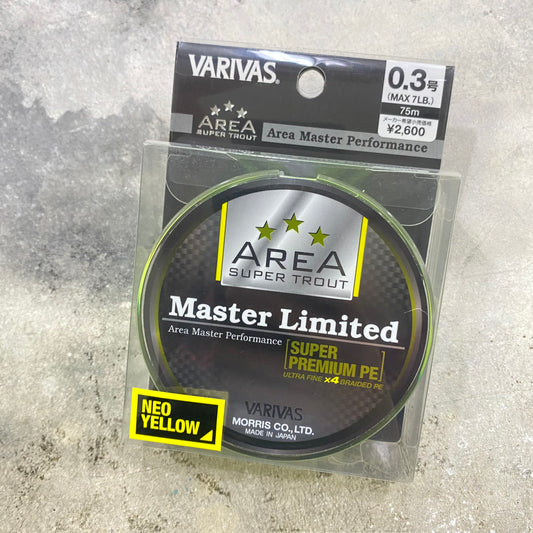 VARIVAS®
0.3号
(MAX 7LB.)
75m
メーカー希望小売価格
¥2,600
AREA
SUPER TROUT
Area Master Performance
AREA
SUPER TROUT
Master Limited
Area Master Performance
SUPER
PREMIUM PE
ULTRA FINE x4 BRAIDED PE
NEO
YELLOW
VARIVAS
MORRIS CO., LTD.
MADE IN JAPAN